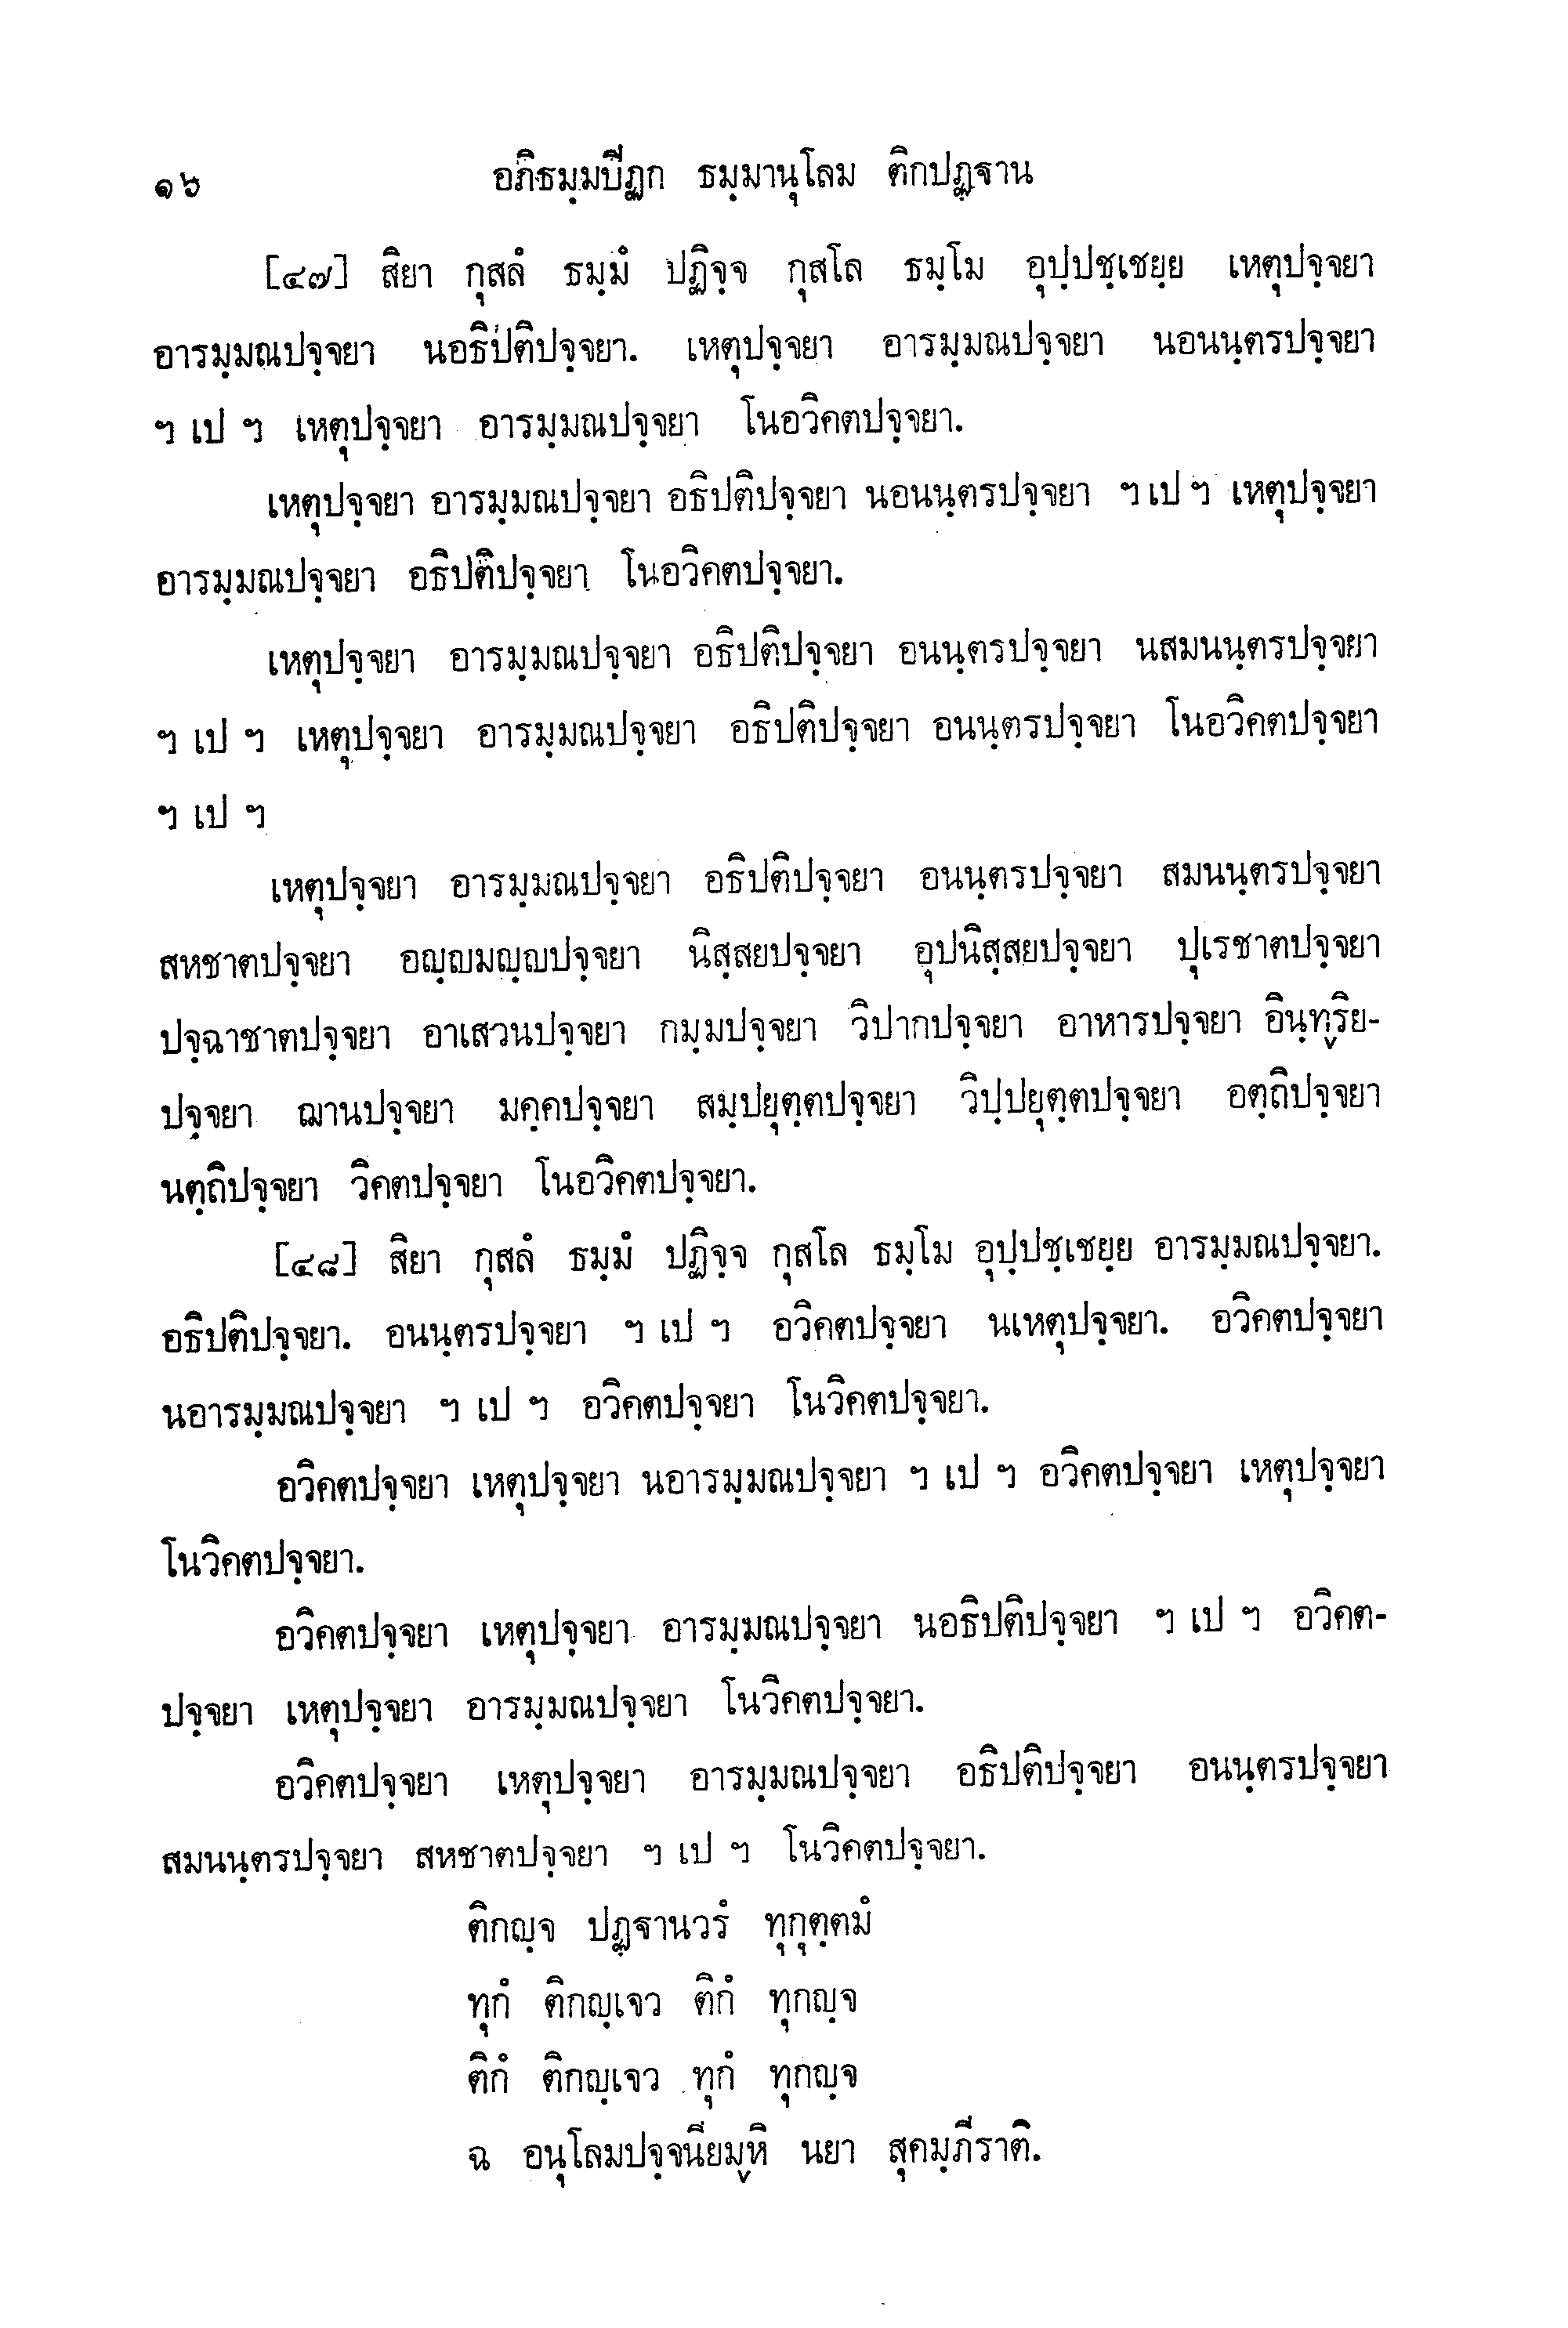 ๑๖ อภิธมฺมปีฏก ธมฺมานุโลม ติกปฏฺฐาน
[๔๗] สิยา กุสลํ ธมฺมํ ปฏิจฺจ กุสโล ธมฺโม อุปฺปชฺเชยฺย เหตุปจฺจยา
อารมฺมณปจฺจยา นอธิปติปจฺจยา. เหตุปจฺจยา อารมฺมณปจฺจยา นอนนฺตรปจฺจยา
ฯ เป ฯ เหตุปจฺจยา อารมฺมณปจฺจยา โนอวิคตปจฺจยา.
เหตุปจฺจยา อารมฺมณปจฺจยา อธิปติปจฺจยา นอนนฺตรปจฺจยา ฯ เป ฯ เหตุปจฺจยา
อารมฺมณปจฺจยา อธิปติปจฺจยา โนอวิคตปจฺจยา.
เหตุปจฺจยา อารมฺมณปจฺจยา อธิปติปจฺจยา อนนฺตรปจฺจยา นสมนนฺตรปจฺจยา
ฯ เป ฯ เหตุปจฺจยา อารมฺมณปจฺจยา อธิปติปจฺจยา อนนฺตรปจฺจยา โนอวิคตปจฺจยา
ฯ เป ฯ
เหตุปจฺจยา อารมฺมณปจฺจยา อธิปติปจฺจยา อนนฺตรปจฺจยา สมนนฺตรปจฺจยา
สหชาตปจฺจยา อญฺญมญฺญปจฺจยา นิสฺสยปจฺจยา อุปนิสฺสยปจฺจยา ปุเรชาตปจฺจยา
ปจฺฉาชาตปจฺจยา อาเสวนปจฺจยา กมฺมปจฺจยา วิปากปจฺจยา อาหารปจฺจยา อินฺทฺริย-
ปจฺจยา ฌานปจฺจยา มคฺคปจฺจยา สมฺปยุตฺตปจฺจยา วิปฺปยุตฺตปจฺจยา อตฺถิปจฺจยา
นตฺถิปจฺจยา วิคตปจฺจยา โนอวิคตปจฺจยา.
[๔๘] สิยา กุสลํ ธมฺมํ ปฏิจฺจ กุสโล ธมฺโม อุปฺปชฺเชยฺย อารมฺมณปจฺจยา.
อธิปติปจฺจยา. อนนฺตรปจฺจยา ฯ เป ฯ อวิคตปจฺจยา นเหตุปจฺจยา. อวิคตปจฺจยา
นอารมฺมณปจฺจยา ฯ เป ฯ อวิคตปจฺจยา โนวิคตปจฺจยา.
อวิคตปจฺจยา เหตุปจฺจยา นอารมฺมณปจฺจยา ฯ เป ฯ อวิคตปจฺจยา เหตุปจฺจยา
โนวิคตปจฺจยา.
อวิคตปจฺจยา เหตุปจฺจยา อารมฺมณปจฺจยา นอธิปติปจฺจยา ฯ เป ฯ อวิคต-
ปจฺจยา เหตุปจฺจยา อารมฺมณปจฺจยา โนวิคตปจฺจยา.
อวิคตปจฺจยา เหตุปจฺจยา อารมฺมณปจฺจยา อธิปติปจฺจยา อนนฺตรปจฺจยา
สมนนฺตรปจฺจยา สหชาตปจฺจยา ฯ เป ฯ โนวิคตปจฺจยา.
ติกญฺจ ปฏฺฐานวรํ ทุกุตฺตมํ
ทุกํ ติกญฺเจว ติกํ ทุกญฺจ
ติกํ ติกญฺเจว ทุกํ ทุกญฺจ
ฉ อนุโลมปจฺจนียมฺหิ นยา สุคมฺภีราติ.